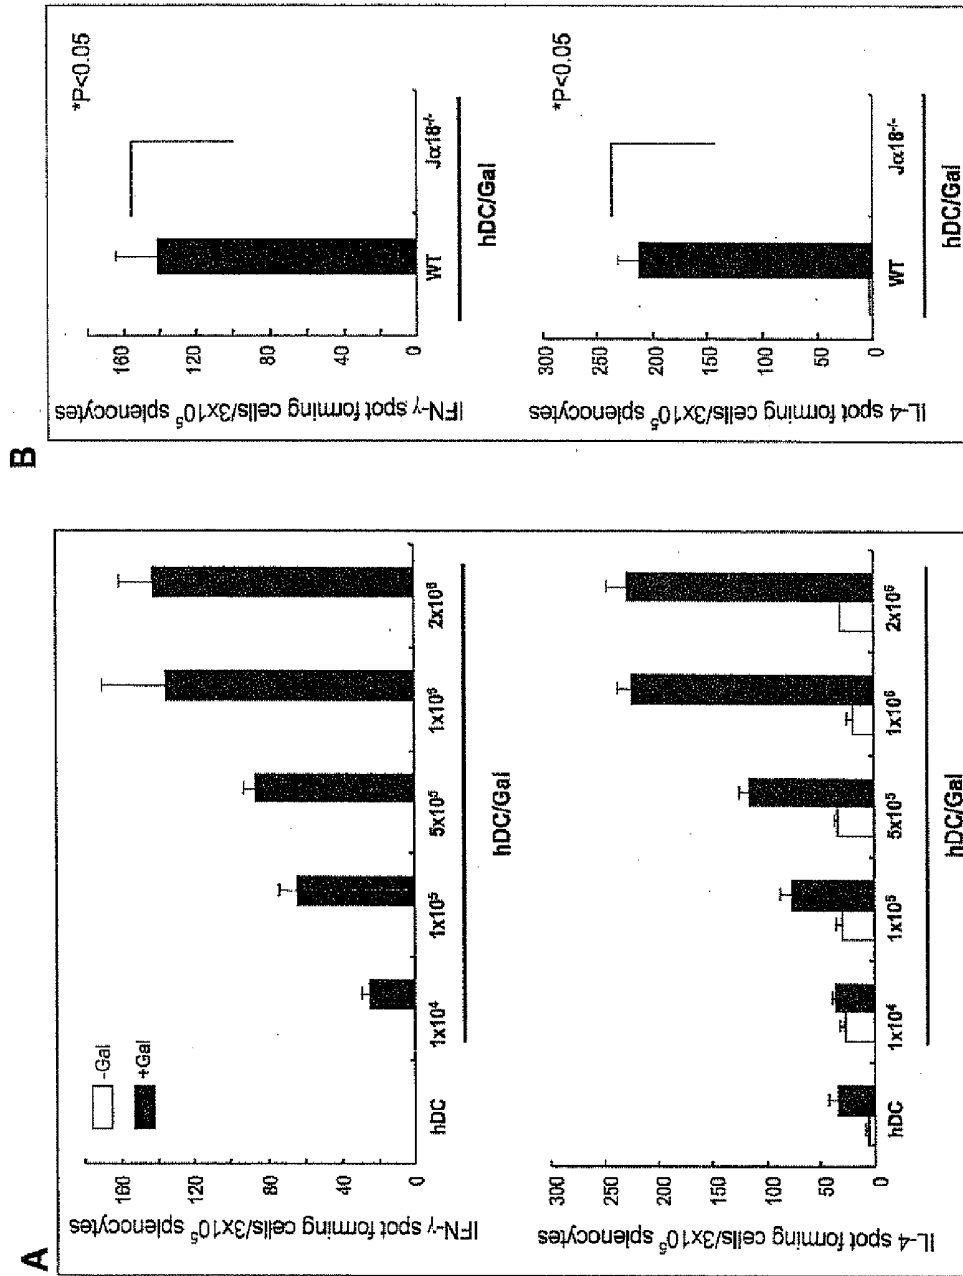 A
IFN-γ spot forming cells/3x10⁵ splenocytes
160
120
80
40
0
-Gal
+Gal
hDC
1x10⁴
1x10⁵
5x10⁵
1x10⁶
2x10⁶
hDC/Gal
IL-4 spot forming cells/3x10⁵ splenocytes
300
250
200
150
100
50
0
hDC
1x10⁴
1x10⁵
5x10⁵
1x10⁶
2x10⁶
hDC/Gal
B
IFN-γ spot forming cells/3x10⁵ splenocytes
160
120
80
40
0
*P<0.05
WT
Jα18⁻/⁻
hDC/Gal
IL-4 spot forming cells/3x10⁵ splenocytes
300
250
200
150
100
50
0
*P<0.05
WT
Jα18⁻/⁻
hDC/Gal